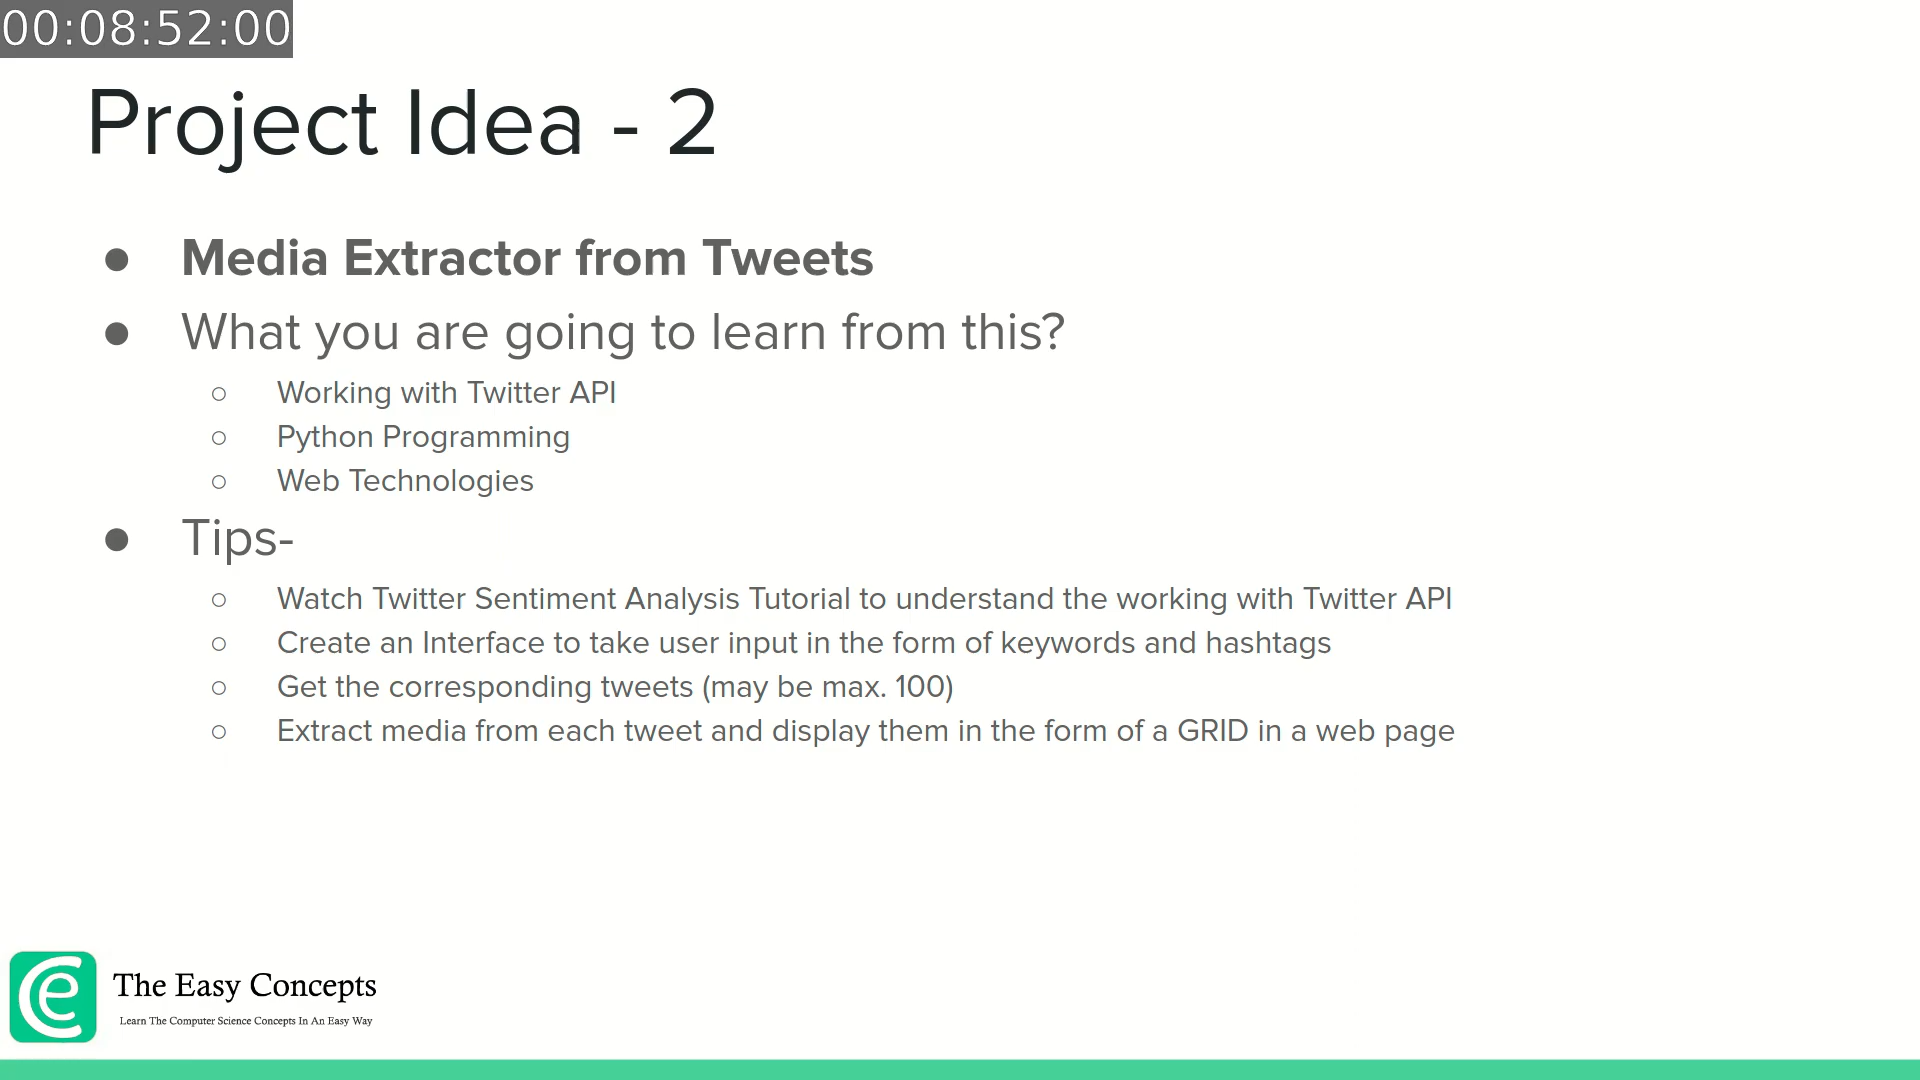 00:08:52:00
Project Idea - 2
● Media Extractor from Tweets
● What you are going to learn from this?
○ Working with Twitter API
○ Python Programming
○ Web Technologies
● Tips-
○ Watch Twitter Sentiment Analysis Tutorial to understand the working with Twitter API
○ Create an Interface to take user input in the form of keywords and hashtags
○ Get the corresponding tweets (may be max. 100)
○ Extract media from each tweet and display them in the form of a GRID in a web page
The Easy Concepts
Learn The Computer Science Concepts In An Easy Way